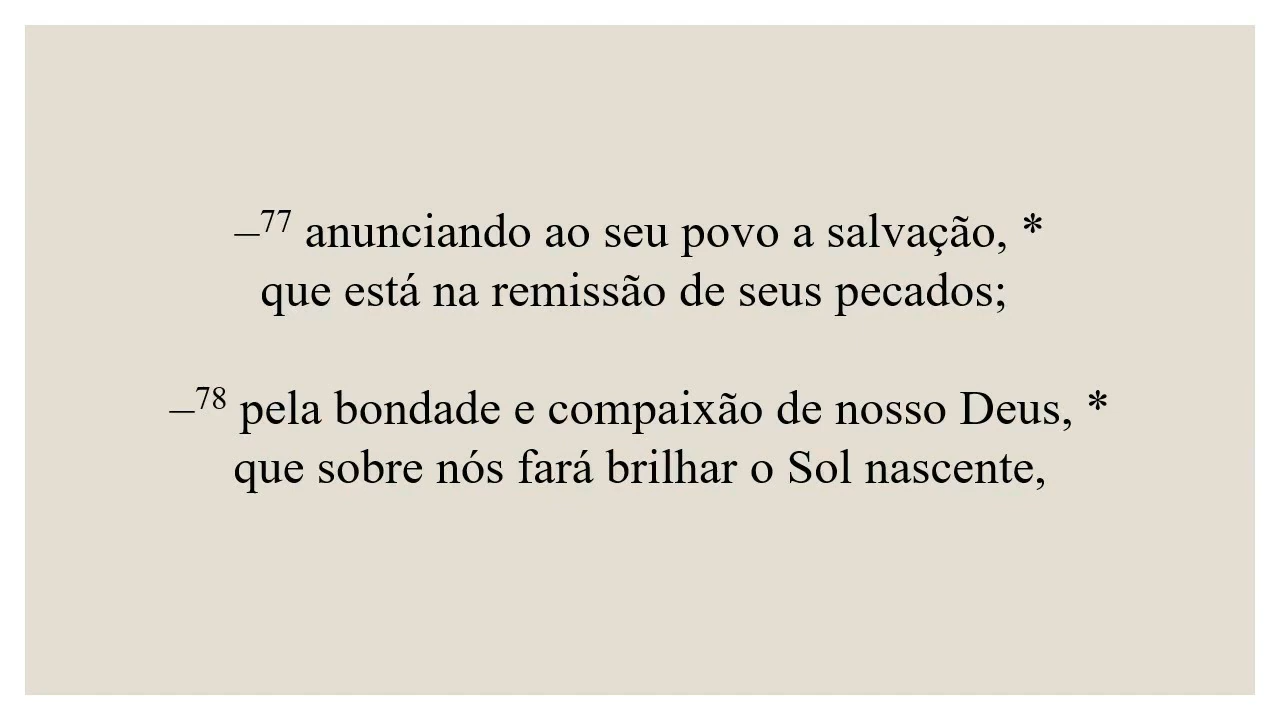 –77 anunciando ao seu povo a salvação, *
que está na remissão de seus pecados;
–78 pela bondade e compaixão de nosso Deus, *
que sobre nós fará brilhar o Sol nascente,